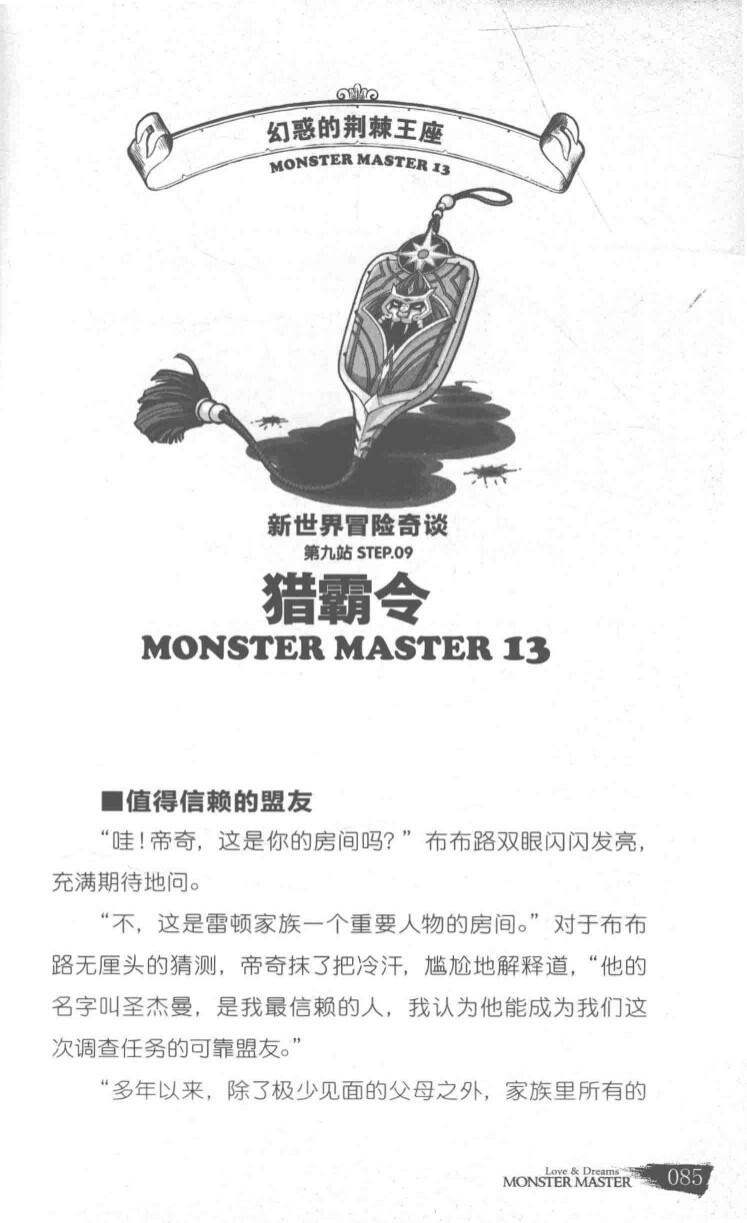 幻惑的荆棘王座
MONSTER MASTER 13
新世界冒险奇谈
第九站 STEP.09
猎霸令
MONSTER MASTER 13
■值得信赖的盟友
“哇！帝奇，这是你的房间吗？”布布路双眼闪闪发亮，
充满期待地问。
“不，这是雷顿家族一个重要人物的房间。”对于布布
路无厘头的猜测，帝奇抹了把冷汗，尴尬地解释道，“他的
名字叫圣杰曼，是我最信赖的人，我认为他能成为我们这
次调查任务的可靠盟友。”
“多年以来，除了极少见面的父母之外，家族里所有的
Love & Dreams
MONSTER MASTER 085